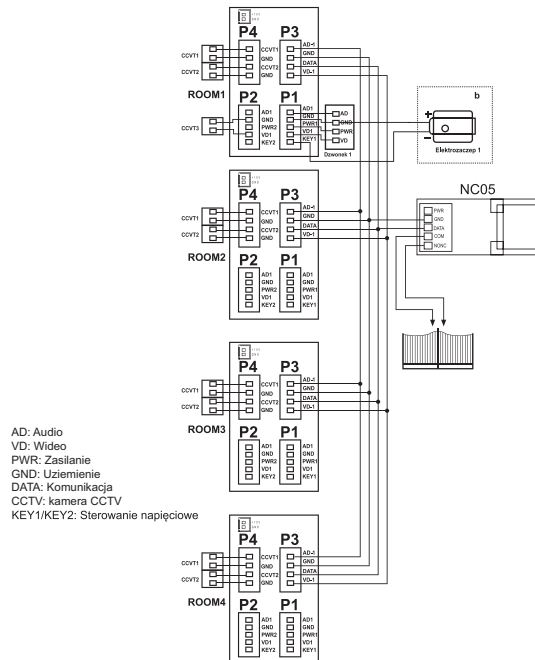 P4 P3
CCVT1
GND
CCVT2
GND
AD-1
GND
DATA
VD-1
CCVT1
CCVT2
ROOM1
P2 P1
CCVT3
AD1
GND
PWR2
VD1
KEY2
AD1
GND
PWR1
VD1
KEY1
AD
GND
PWR
VD
Dzwonek 1
b
+
–
Elektrozaczep 1
P4 P3
CCVT1
GND
CCVT2
GND
AD-1
GND
DATA
VD-1
CCVT1
CCVT2
ROOM2
P2 P1
AD1
GND
PWR2
VD1
KEY2
AD1
GND
PWR1
VD1
KEY1
NC05
PWR
GND
DATA
COM
NONC
P4 P3
CCVT1
GND
CCVT2
GND
AD-1
GND
DATA
VD-1
CCVT1
CCVT2
ROOM3
P2 P1
AD1
GND
PWR2
VD1
KEY2
AD1
GND
PWR1
VD1
KEY1
AD: Audio
VD: Wideo
PWR: Zasilanie
GND: Uziemienie
DATA: Komunikacja
CCTV: kamera CCTV
KEY1/KEY2: Sterowanie napięciowe
P4 P3
CCVT1
GND
CCVT2
GND
AD-1
GND
DATA
VD-1
CCVT1
CCVT2
ROOM4
P2 P1
AD1
GND
PWR2
VD1
KEY2
AD1
GND
PWR1
VD1
KEY1